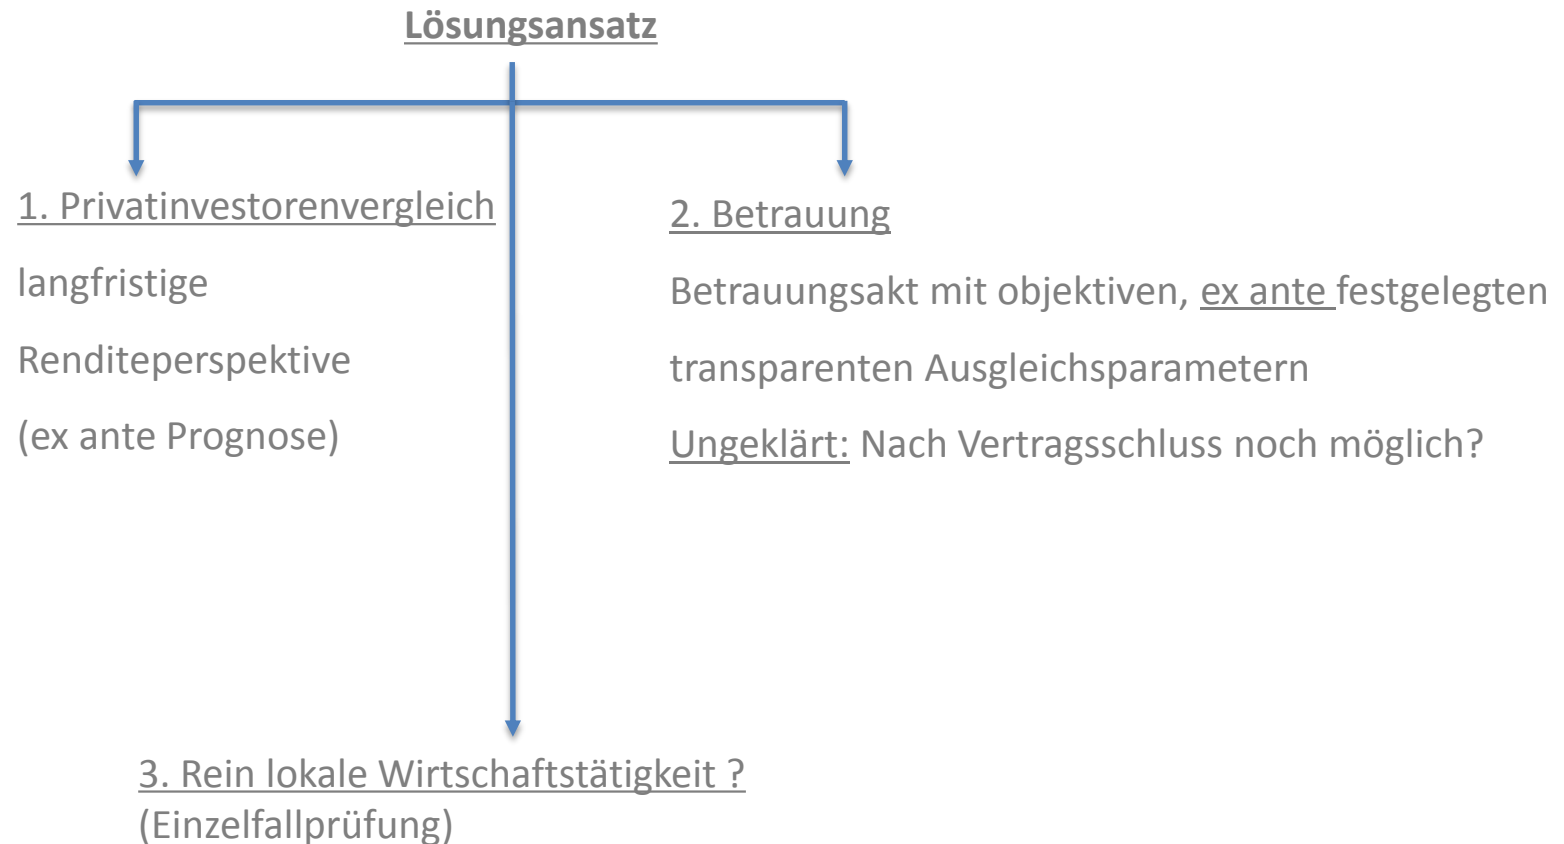 Lösungsansatz
1. Privatinvestorenvergleich
langfristige
Renditeperspektive
(ex ante Prognose)
2. Betrauung
Betrauungsakt mit objektiven, ex ante festgelegten
transparenten Ausgleichsparametern
Ungeklärt: Nach Vertragsschluss noch möglich?
3. Rein lokale Wirtschaftstätigkeit ?
(Einzelfallprüfung)